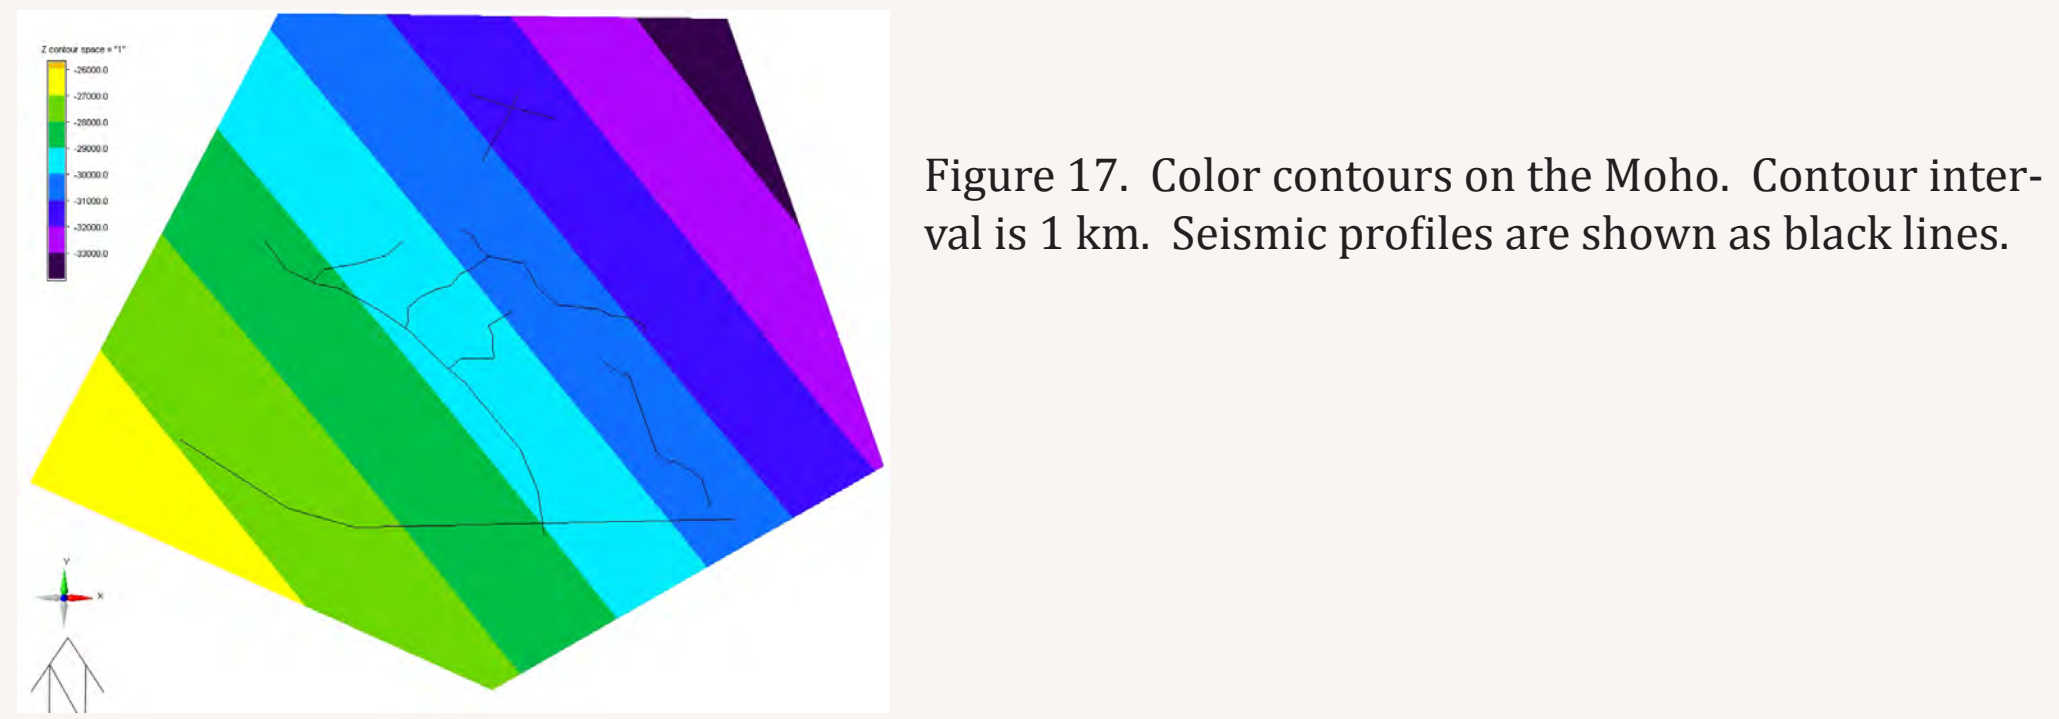 Z contour space = "1"
-26000.0
-27000.0
-28000.0
-29000.0
-30000.0
-31000.0
-32000.0
-33000.0
Y
X
N
Figure 17. Color contours on the Moho. Contour inter-
val is 1 km. Seismic profiles are shown as black lines.